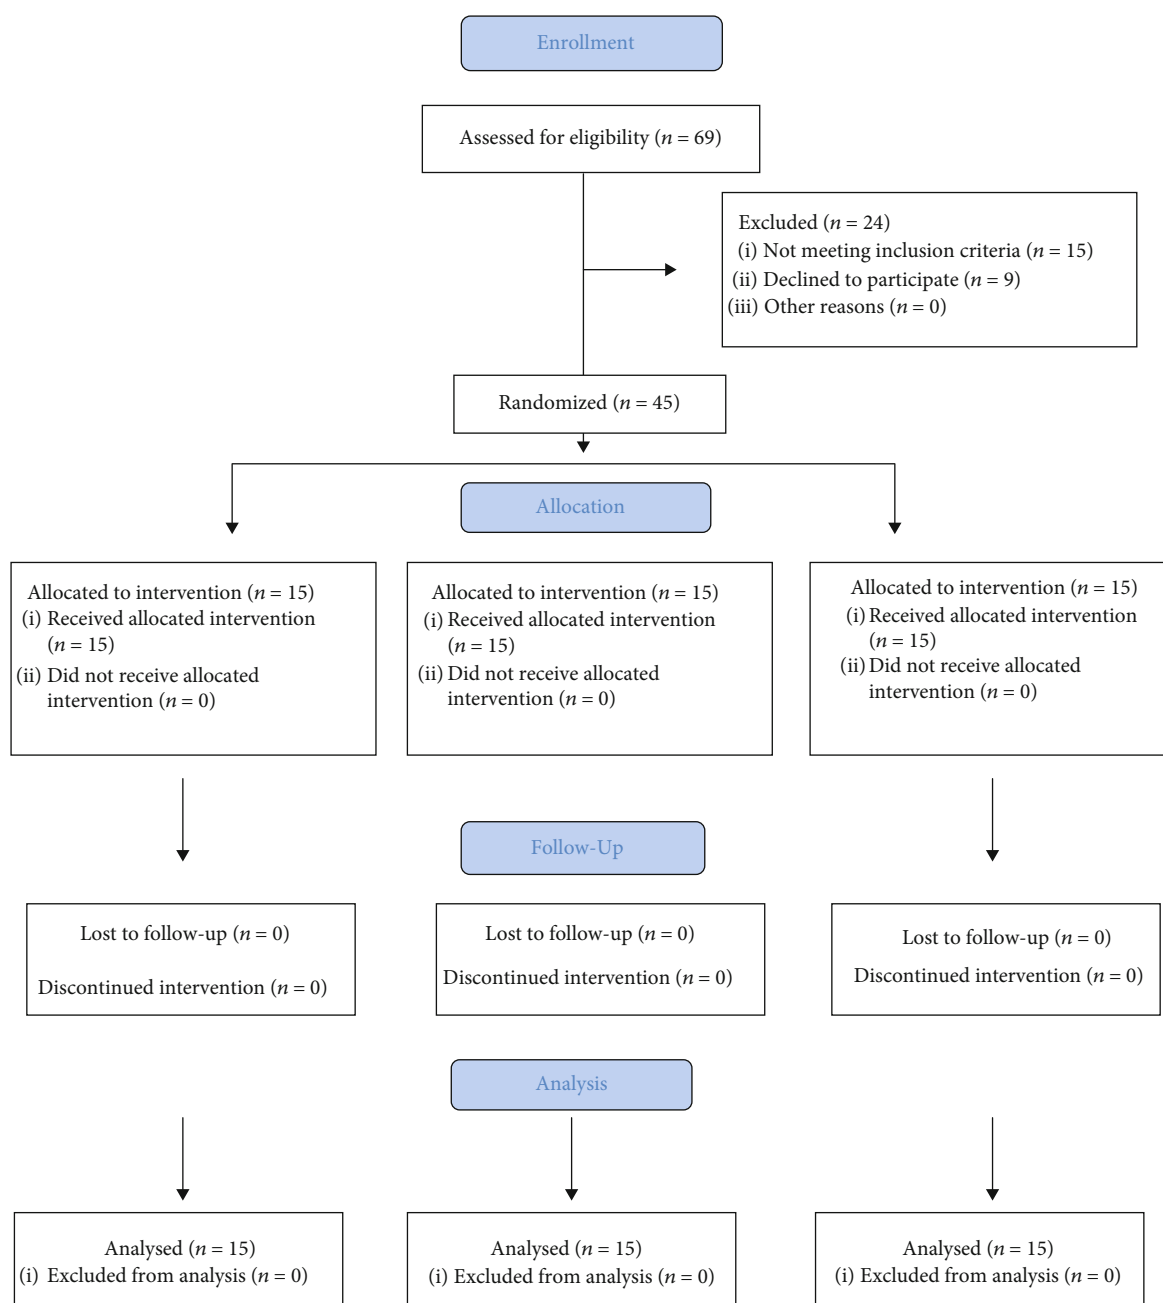 Enrollment
Assessed for eligibility (n = 69)
Excluded (n = 24)
(i) Not meeting inclusion criteria (n = 15)
(ii) Declined to participate (n = 9)
(iii) Other reasons (n = 0)
Randomized (n = 45)
Allocation
Allocated to intervention (n = 15)
(i) Received allocated intervention
(n = 15)
(ii) Did not receive allocated
intervention (n = 0)
Allocated to intervention (n = 15)
(i) Received allocated intervention
(n = 15)
(ii) Did not receive allocated
intervention (n = 0)
Allocated to intervention (n = 15)
(i) Received allocated intervention
(n = 15)
(ii) Did not receive allocated
intervention (n = 0)
Follow-Up
Lost to follow-up (n = 0)
Discontinued intervention (n = 0)
Lost to follow-up (n = 0)
Discontinued intervention (n = 0)
Lost to follow-up (n = 0)
Discontinued intervention (n = 0)
Analysis
Analysed (n = 15)
(i) Excluded from analysis (n = 0)
Analysed (n = 15)
(i) Excluded from analysis (n = 0)
Analysed (n = 15)
(i) Excluded from analysis (n = 0)